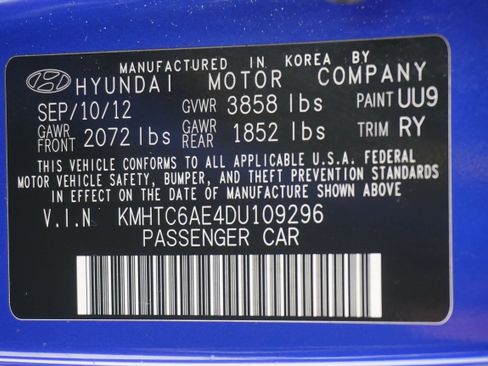 MANUFACTURED IN KOREA BY
HYUNDAI MOTOR COMPANY
SEP/10/12 GVWR 3858 lbs PAINT UU9
GAWR FRONT 2072 lbs GAWR REAR 1852 lbs TRIM RY
THIS VEHICLE CONFORMS TO ALL APPLICABLE U.S.A. FEDERAL
MOTOR VEHICLE SAFETY, BUMPER, AND THEFT PREVENTION STANDARDS
IN EFFECT ON THE DATE OF MANUFACTURE SHOWN ABOVE
V.I.N KMHTC6AE4DU109296
PASSENGER CAR